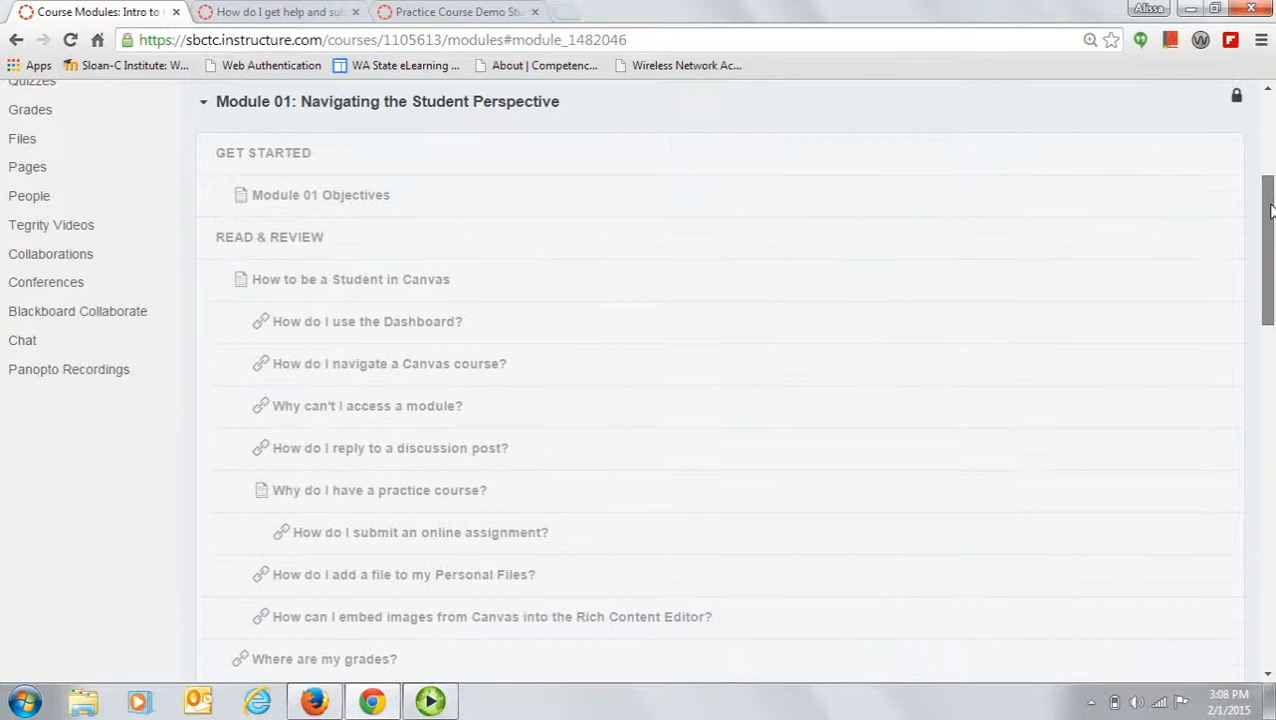 Course Modules: Intro to
How do I get help and su
Practice Course Demo Stu
Alissa
https://sbctc.instructure.com/courses/1105613/modules#module_1482046
Apps
Sloan-C Institute: W...
Web Authentication
WA State eLearning ...
About | Competenc...
Wireless Network Ac...
Quizzes
Grades
Files
Pages
People
Tegrity Videos
Collaborations
Conferences
Blackboard Collaborate
Chat
Panopto Recordings
Module 01: Navigating the Student Perspective
GET STARTED
Module 01 Objectives
READ & REVIEW
How to be a Student in Canvas
How do I use the Dashboard?
How do I navigate a Canvas course?
Why can't I access a module?
How do I reply to a discussion post?
Why do I have a practice course?
How do I submit an online assignment?
How do I add a file to my Personal Files?
How can I embed images from Canvas into the Rich Content Editor?
Where are my grades?
3:08 PM
2/1/2015